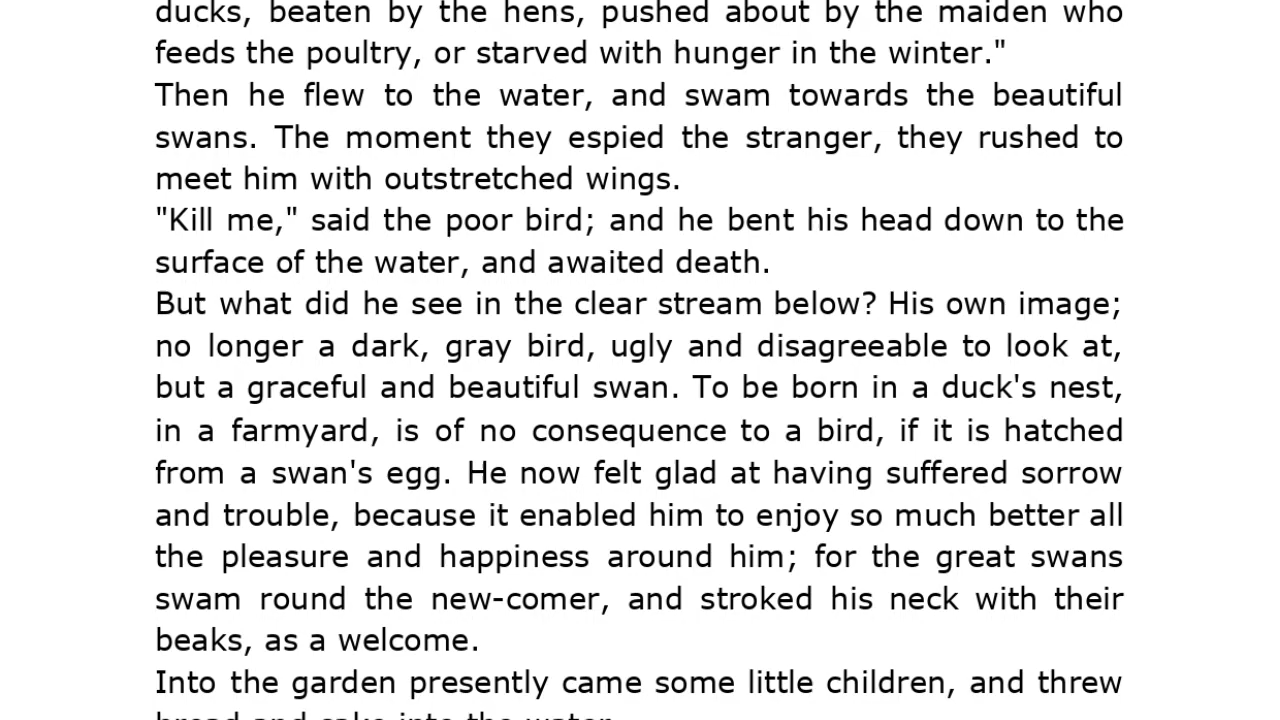 ducks, beaten by the hens, pushed about by the maiden who
feeds the poultry, or starved with hunger in the winter."
Then he flew to the water, and swam towards the beautiful
swans. The moment they espied the stranger, they rushed to
meet him with outstretched wings.
"Kill me," said the poor bird; and he bent his head down to the
surface of the water, and awaited death.
But what did he see in the clear stream below? His own image;
no longer a dark, gray bird, ugly and disagreeable to look at,
but a graceful and beautiful swan. To be born in a duck's nest,
in a farmyard, is of no consequence to a bird, if it is hatched
from a swan's egg. He now felt glad at having suffered sorrow
and trouble, because it enabled him to enjoy so much better all
the pleasure and happiness around him; for the great swans
swam round the new-comer, and stroked his neck with their
beaks, as a welcome.
Into the garden presently came some little children, and threw
bread and cake into the water.